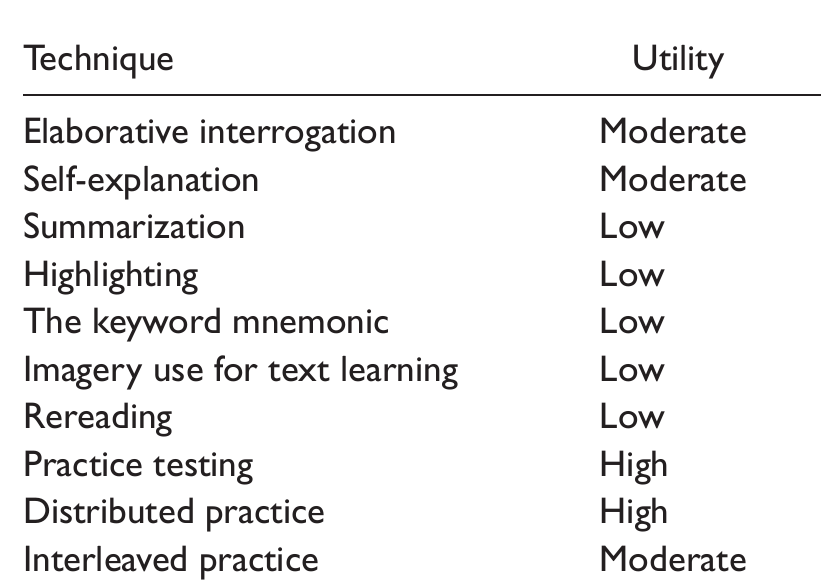 Technique Utility
Elaborative interrogation Moderate
Self-explanation Moderate
Summarization Low
Highlighting Low
The keyword mnemonic Low
Imagery use for text learning Low
Rereading Low
Practice testing High
Distributed practice High
Interleaved practice Moderate